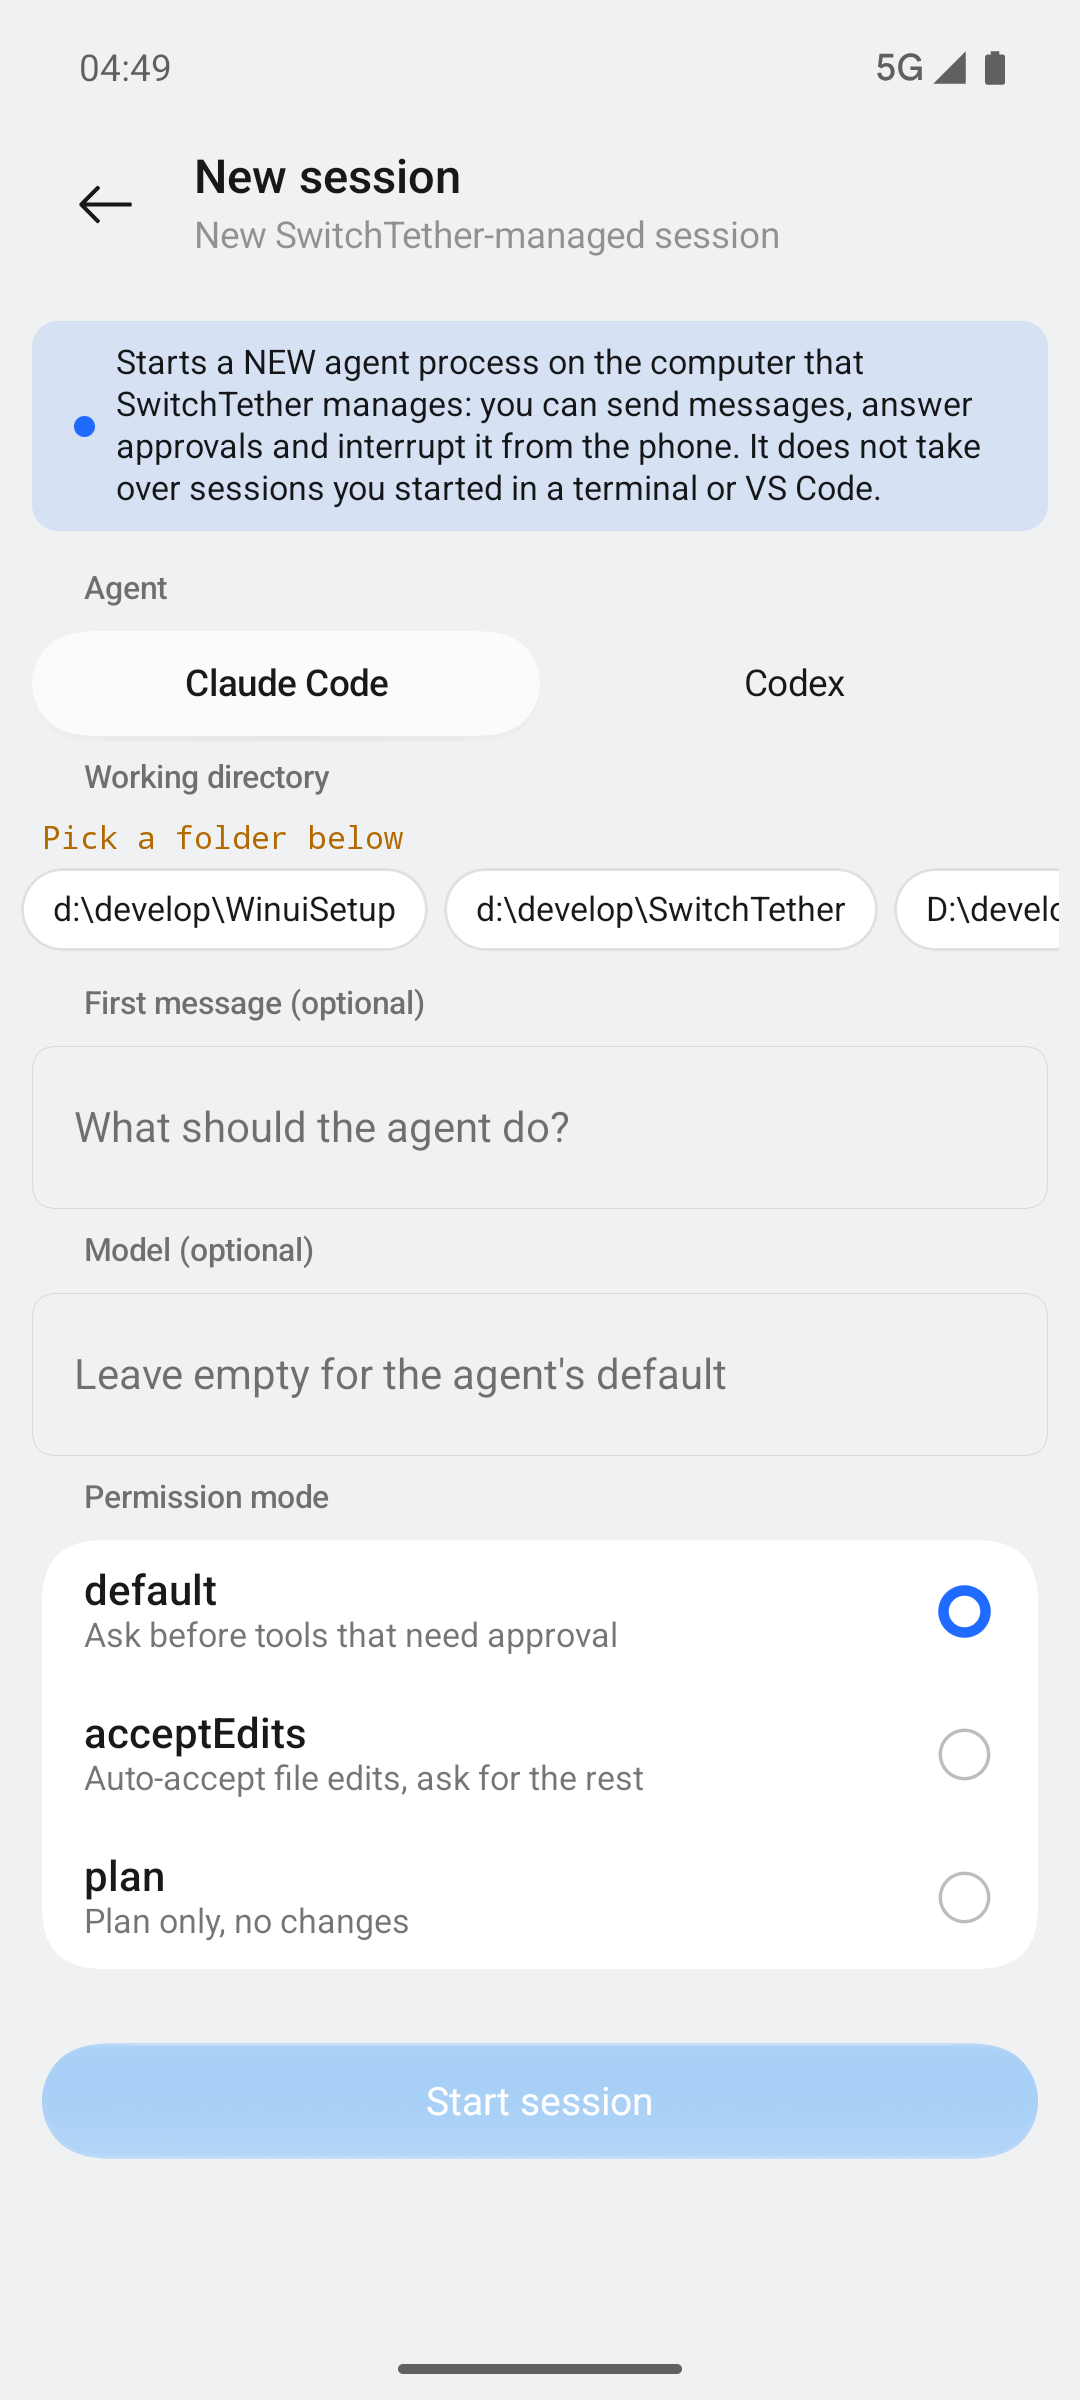 04:49
5G
New session
New SwitchTether-managed session
Starts a NEW agent process on the computer that
SwitchTether manages: you can send messages, answer
approvals and interrupt it from the phone. It does not take
over sessions you started in a terminal or VS Code.
Agent
Claude Code
Codex
Working directory
Pick a folder below
d:\develop\WinuiSetup
d:\develop\SwitchTether
First message (optional)
What should the agent do?
Model (optional)
Leave empty for the agent's default
Permission mode
default
Ask before tools that need approval
acceptEdits
Auto-accept file edits, ask for the rest
plan
Plan only, no changes
Start session